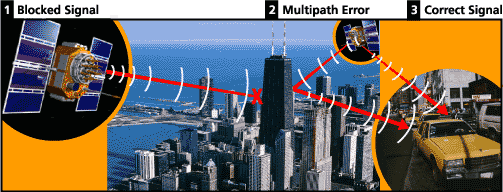 1 Blocked Signal
2 Multipath Error
3 Correct Signal